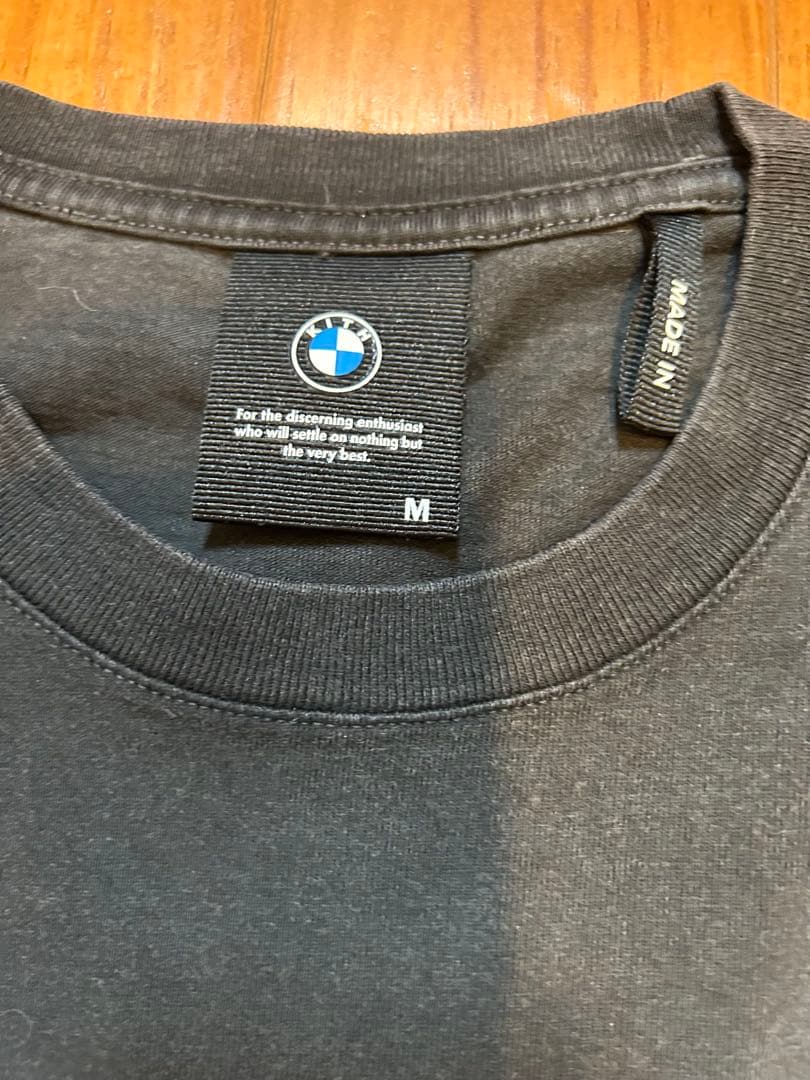 KITH
For the discerning enthusiast
who will settle on nothing but
the very best.
M
MADE IN